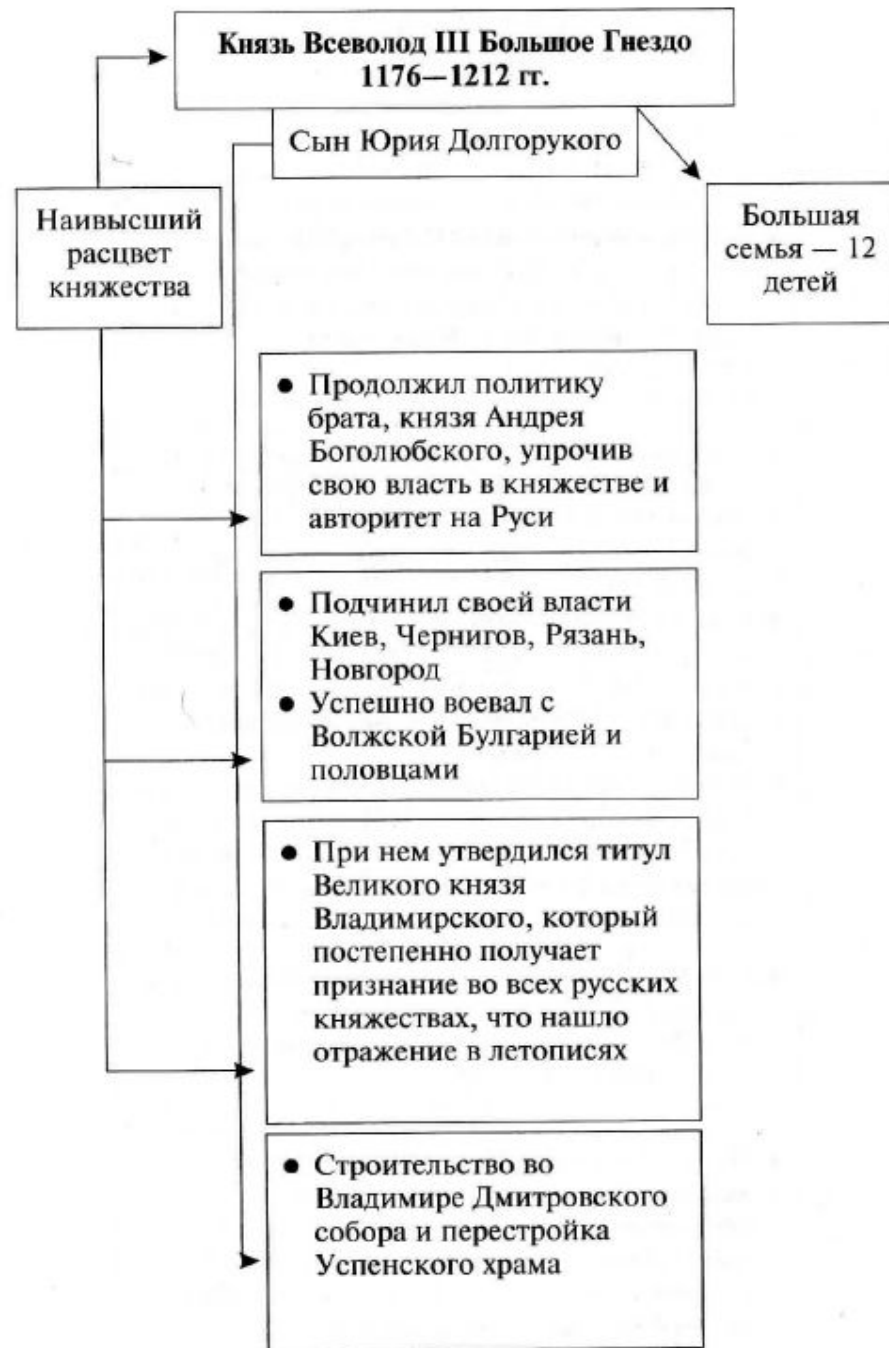 Князь Всеволод III Большое Гнездо
1176—1212 гг.
Сын Юрия Долгорукого
Наивысший
расцвет
княжества
Большая
семья — 12
детей
● Продолжил политику
брата, князя Андрея
Боголюбского, упрочив
свою власть в княжестве и
авторитет на Руси
● Подчинил своей власти
Киев, Чернигов, Рязань,
Новгород
● Успешно воевал с
Волжской Булгарией и
половцами
● При нем утвердился титул
Великого князя
Владимирского, который
постепенно получает
признание во всех русских
княжествах, что нашло
отражение в летописях
● Строительство во
Владимире Дмитровского
собора и перестройка
Успенского храма